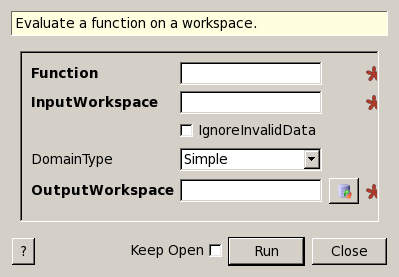 Evaluate a function on a workspace.
Function
InputWorkspace
IgnoreInvalidData
DomainType Simple
OutputWorkspace
? Keep Open Run Close